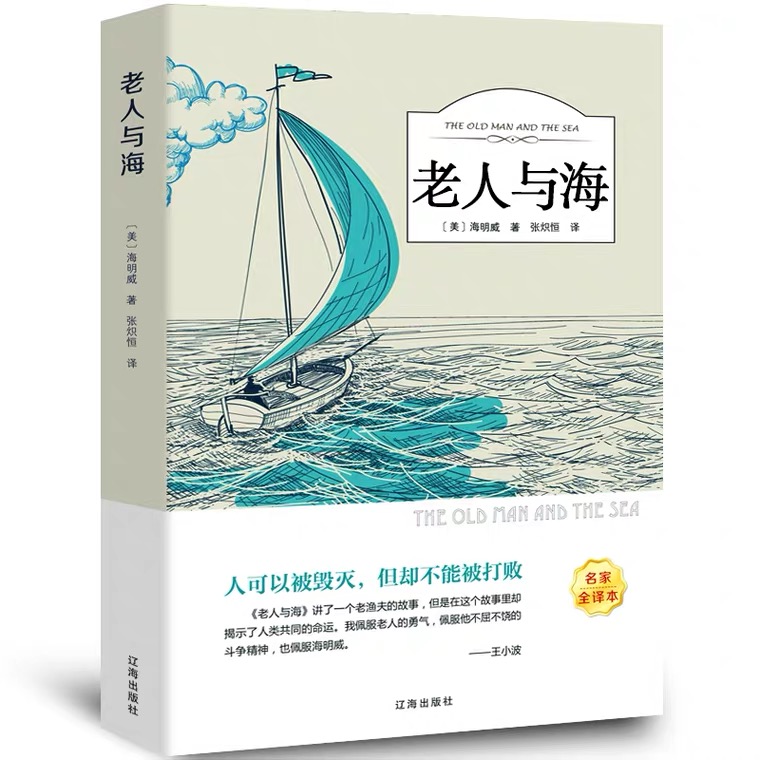 老人与海
［美］海明威 著 张炽恒 译
辽海出版社
THE OLD MAN AND THE SEA
老人与海
［美］海明威 著 张炽恒 译
THE OLD MAN AND THE SEA
人可以被毁灭，但却不能被打败
《老人与海》讲了一个老渔夫的故事，但是在这个故事里却
揭示了人类共同的命运。我佩服老人的勇气，佩服他不屈不饶的
斗争精神，也佩服海明威。
——王小波
名家
全译本
辽海出版社